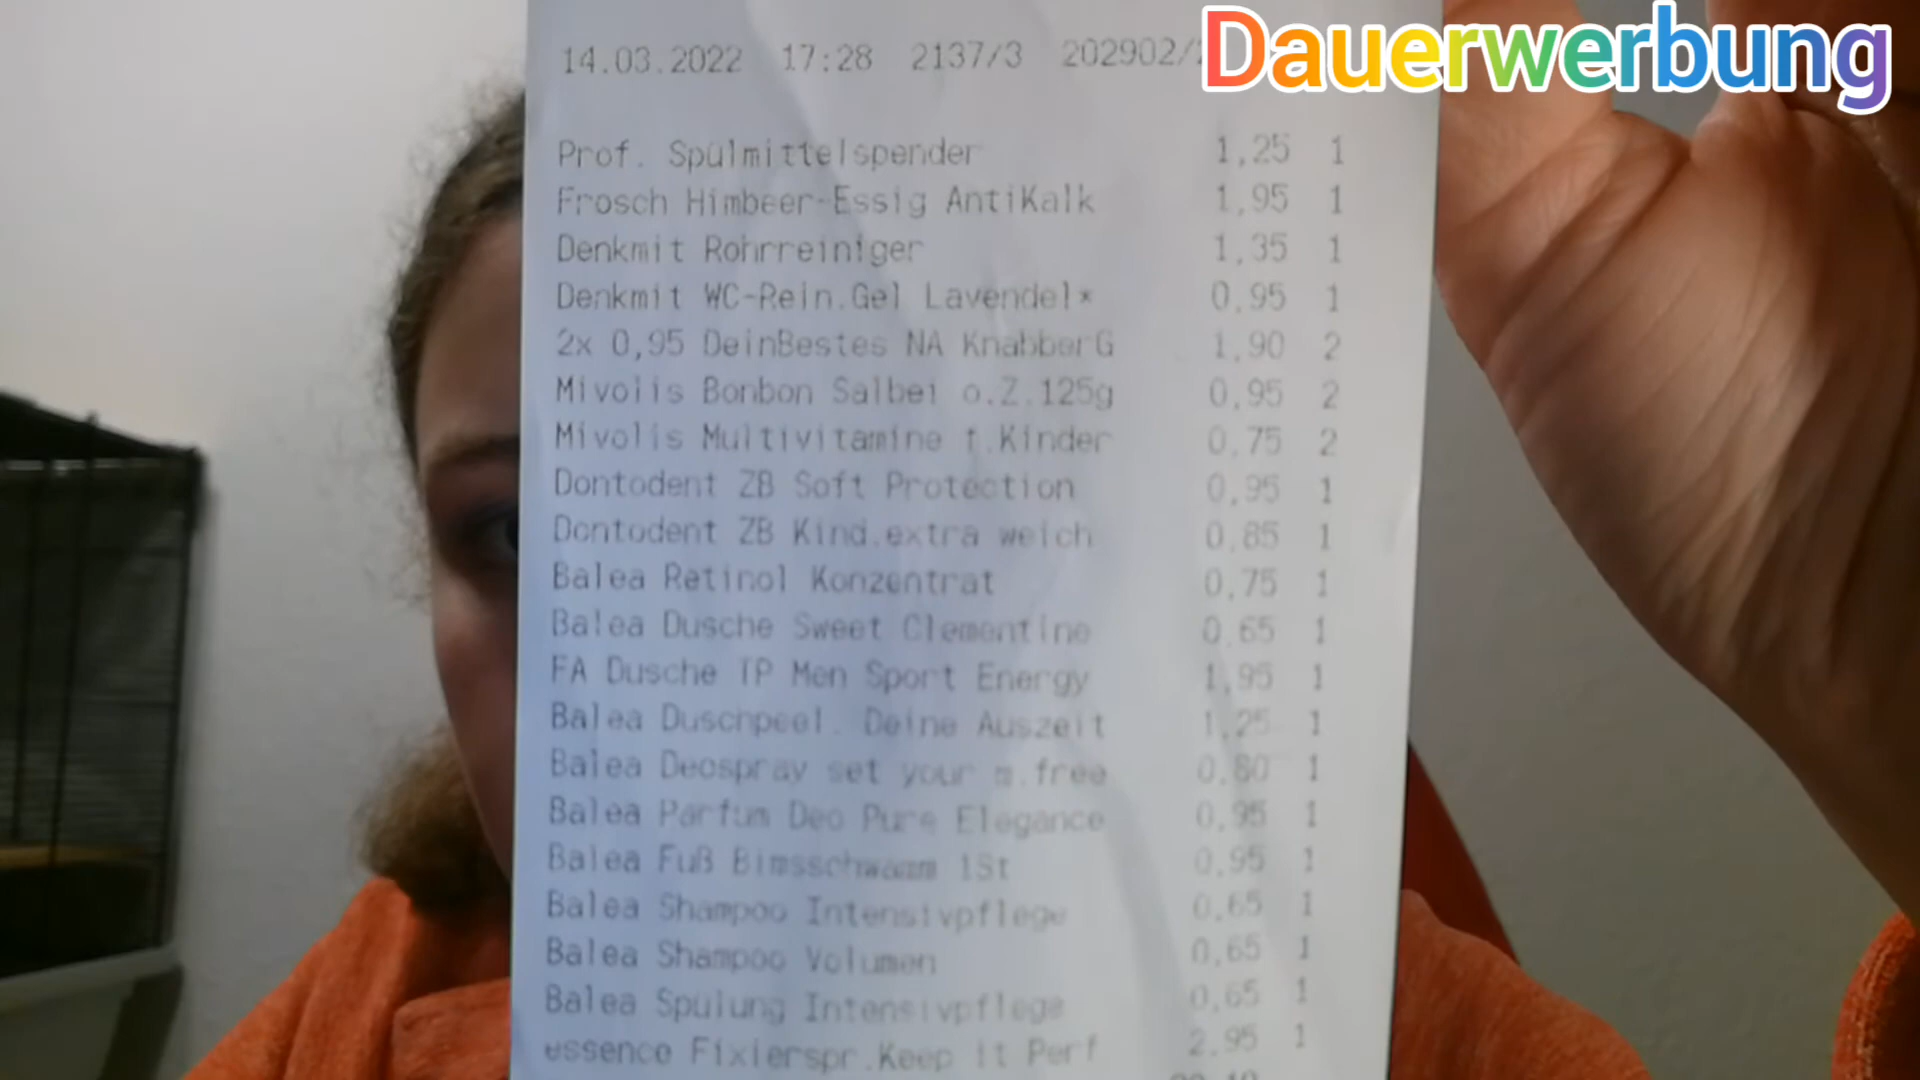 Dauerwerbung
14.03.2022 17:28 2137/3 202902/
Prof. Spülmittelspender 1,25 1
Frosch Himbeer-Essig AntiKalk 1,95 1
Denkmit Rohrreiniger 1,35 1
Denkmit WC-Rein.Gel Lavendel* 0,95 1
2x 0,95 DeinBestes NA KnabberG 1,90 2
Mivolis Bonbon Salbei o.Z.125g 0,95 2
Mivolis Multivitamine f.Kinder 0,75 2
Dontodent ZB Soft Protection 0,95 1
Dontodent ZB Kind.extra weich 0,85 1
Balea Retinol Konzentrat 0,75 1
Balea Dusche Sweet Clementine 0,65 1
FA Dusche TP Men Sport Energy 1,95 1
Balea Duschpeel. Deine Auszeit 1,25 1
Balea Deospray set your m.free 0,80 1
Balea Parfum Deo Pure Elegance 0,95 1
Balea Fuß Bimsschwamm 1St 0,95 1
Balea Shampoo Intensivpflege 0,65 1
Balea Shampoo Volumen 0,65 1
Balea Spülung Intensivpflege 0,65 1
essence Fixierspr.Keep it Perf 2,95 1